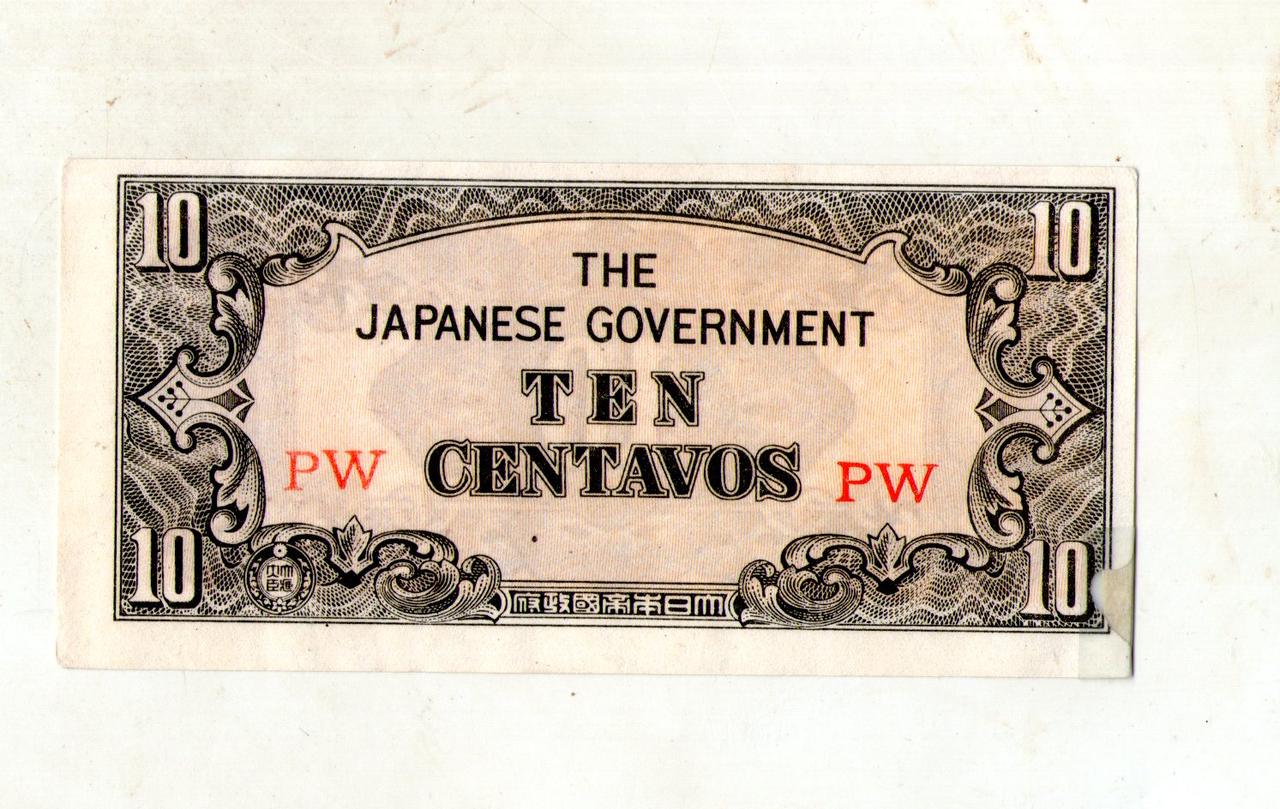 10 10
THE
JAPANESE GOVERNMENT
TEN
PW CENTAVOS PW
10 10
府政國帝本日大